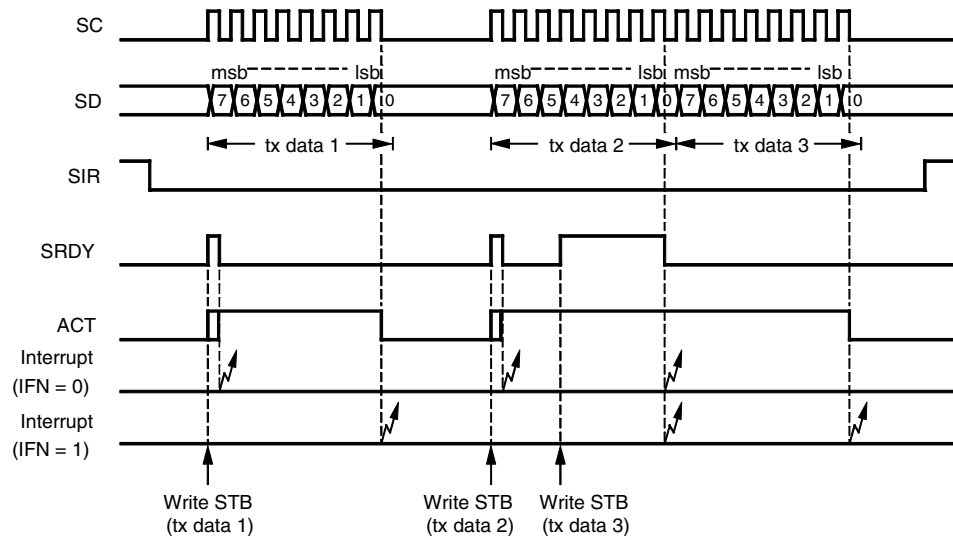 SC
msb lsb msb lsb msb lsb
SD 7 6 5 4 3 2 1 0 7 6 5 4 3 2 1 0 7 6 5 4 3 2 1 0
tx data 1 tx data 2 tx data 3
SIR
SRDY
ACT
Interrupt
(IFN = 0)
Interrupt
(IFN = 1)
Write STB
(tx data 1)
Write STB
(tx data 2)
Write STB
(tx data 3)